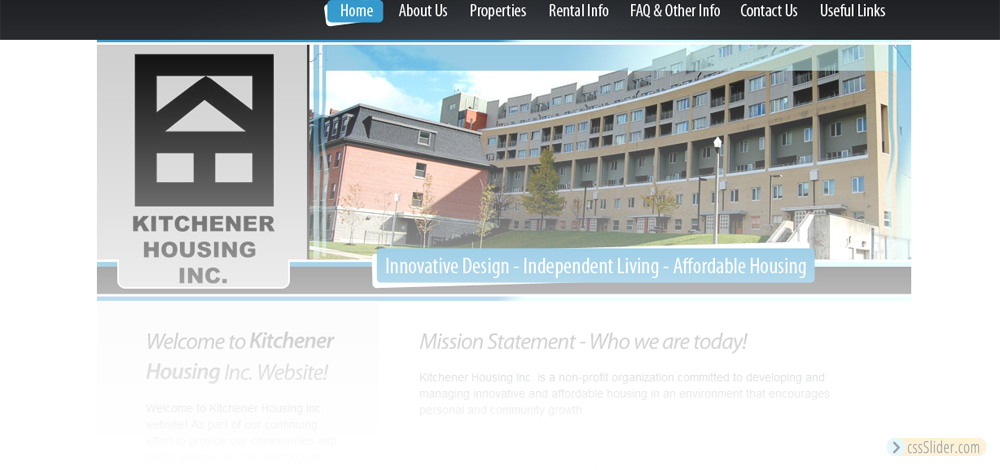 Home About Us Properties Rental Info FAQ & Other Info Contact Us Useful Links
KITCHENER
HOUSING
INC.
Innovative Design - Independent Living - Affordable Housing
Welcome to Kitchener
Housing Inc. Website!
Welcome to Kitchener Housing Inc
website! As part of our continuing
effort to provide our communities with
Mission Statement - Who we are today!
Kitchener Housing Inc. is a non-profit organization committed to developing and
managing innovative and affordable housing in an environment that encourages
personal and community growth.
cssSlider.com